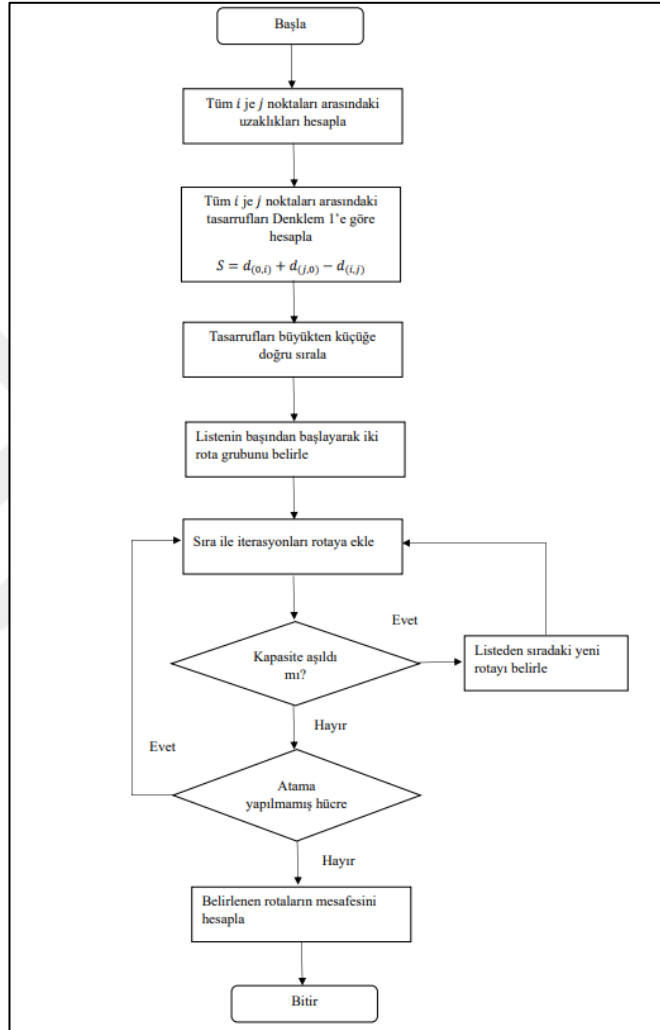 Başla
Tüm i je j noktaları arasındaki
uzaklıkları hesapla
Tüm i je j noktaları arasındaki
tasarrufları Denklem 1'e göre
hesapla
S = d(0,i) + d(j,0) − d(i,j)
Tasarrufları büyükten küçüğe
doğru sırala
Listenin başından başlayarak iki
rota grubunu belirle
Sıra ile iterasyonları rotaya ekle
Evet
Kapasite aşıldı
mı?
Listeden sıradaki yeni
rotayı belirle
Hayır
Evet
Atama
yapılmamış hücre
Hayır
Belirlenen rotaların mesafesini
hesapla
Bitir